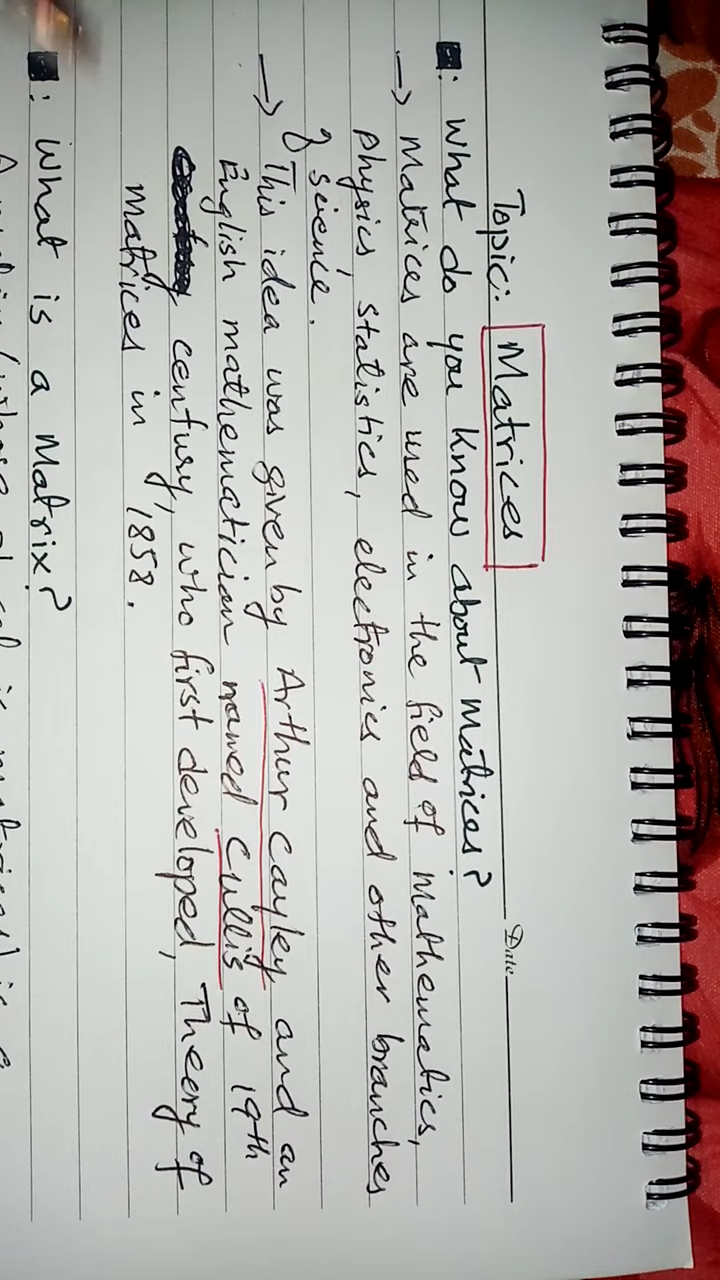 Date
Topic: Matrices
: What do you know about matrices?
→ Matrices are used in the field of mathematics,
physics, statistics, electronics and other branches
of science.
→ This idea was given by Arthur Cayley and an
English mathematician named Cullis of 19th
century, who first developed, Theory of
matrices in 1858.
: What is a Matrix?